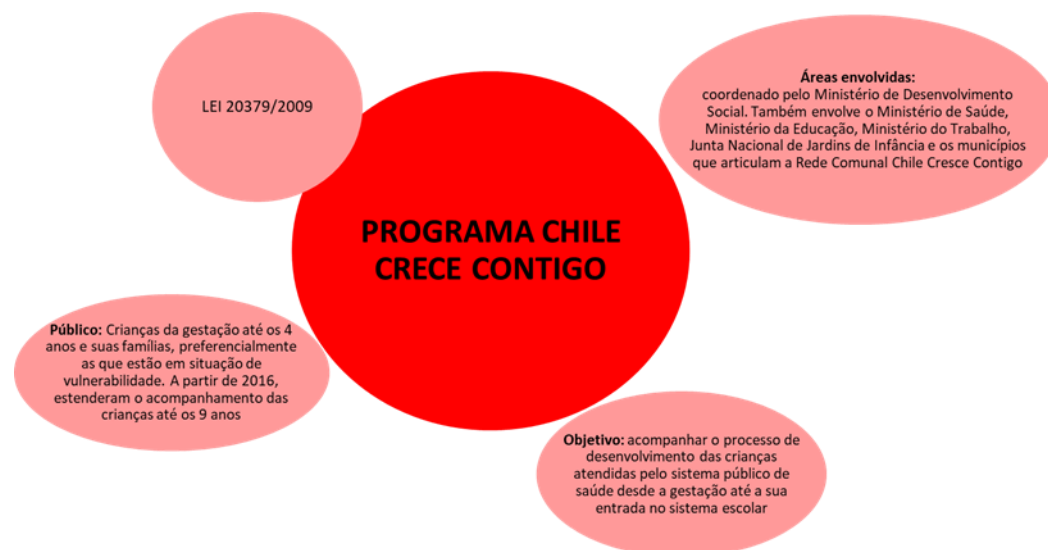 LEI 20379/2009
Áreas envolvidas:
coordenado pelo Ministério de Desenvolvimento
Social. Também envolve o Ministério de Saúde,
Ministério da Educação, Ministério do Trabalho,
Junta Nacional de Jardins de Infância e os municípios
que articulam a Rede Comunal Chile Cresce Contigo
PROGRAMA CHILE
CRECE CONTIGO
Público: Crianças da gestação até os 4
anos e suas famílias, preferencialmente
as que estão em situação de
vulnerabilidade. A partir de 2016,
estenderam o acompanhamento das
crianças até os 9 anos
Objetivo: acompanhar o processo de
desenvolvimento das crianças
atendidas pelo sistema público de
saúde desde a gestação até a sua
entrada no sistema escolar